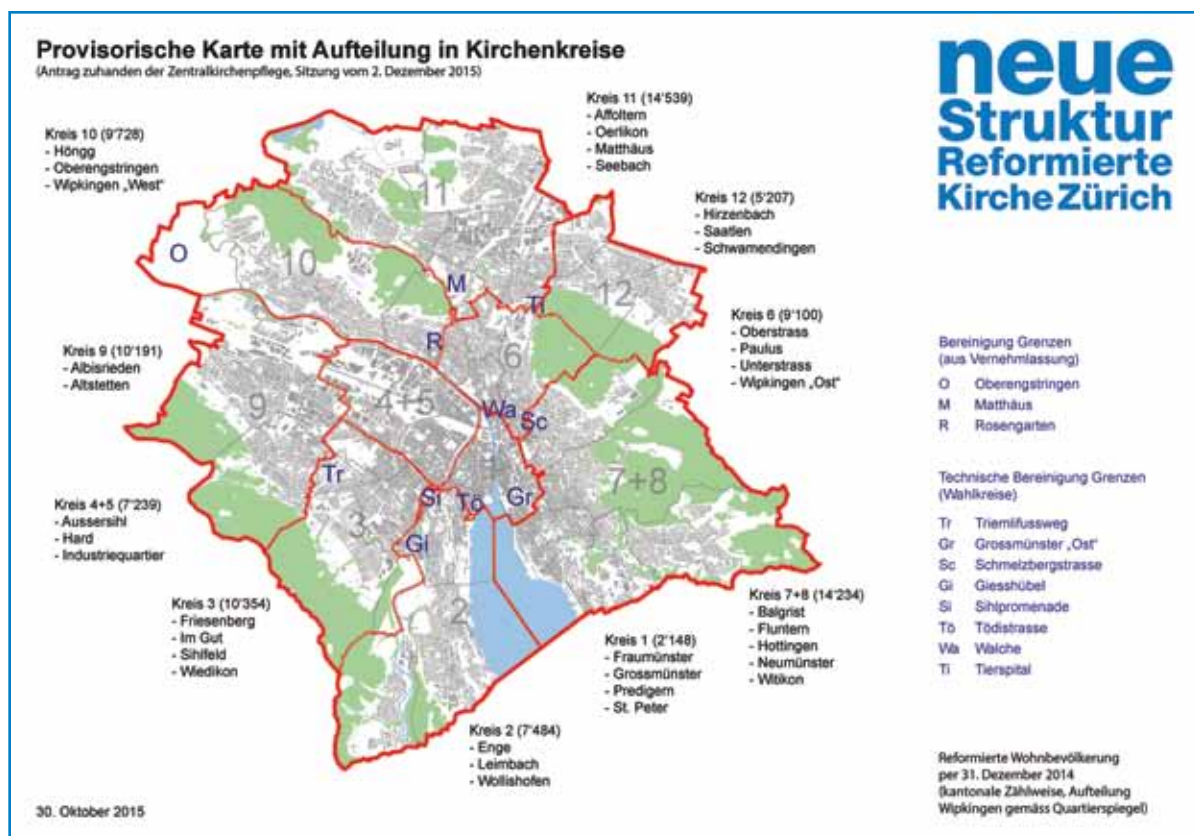 Provisorische Karte mit Aufteilung in Kirchenkreise
(Antrag zuhanden der Zentralkirchenpflege, Sitzung vom 2. Dezember 2015)
neue
Struktur
Reformierte
Kirche Zürich
Kreis 11 (14'539)
- Affoltern
- Oerlikon
- Matthäus
- Seebach
Kreis 10 (9'728)
- Höngg
- Oberengstringen
- Wipkingen „West"
Kreis 12 (5'207)
- Hirzenbach
- Saatlen
- Schwamendingen
Kreis 6 (9'100)
- Oberstrass
- Paulus
- Unterstrass
- Wipkingen „Ost"
Kreis 9 (10'191)
- Albisrieden
- Altstetten
Kreis 4+5 (7'239)
- Aussersihl
- Hard
- Industriequartier
Kreis 3 (10'354)
- Friesenberg
- Im Gut
- Sihlfeld
- Wiedikon
Kreis 7+8 (14'234)
- Balgrist
- Fluntern
- Hottingen
- Neumünster
- Witikon
Kreis 1 (2'148)
- Fraumünster
- Grossmünster
- Predigern
- St. Peter
Kreis 2 (7'484)
- Enge
- Leimbach
- Wollishofen
11
O
10
M
Ti
12
R
6
9
4+5
Wa
Sc
1
Tr
Si
Tö
Gr
7+8
3
Gi
2
Bereinigung Grenzen
(aus Vernehmlassung)
O Oberengstringen
M Matthäus
R Rosengarten
Technische Bereinigung Grenzen
(Wahlkreise)
Tr Triemlifussweg
Gr Grossmünster „Ost"
Sc Schmelzbergstrasse
Gi Giesshübel
Si Sihlpromenade
Tö Tödistrasse
Wa Walche
Ti Tierspital
Reformierte Wohnbevölkerung
per 31. Dezember 2014
(kantonale Zählweise, Aufteilung
Wipkingen gemäss Quartierspiegel)
30. Oktober 2015